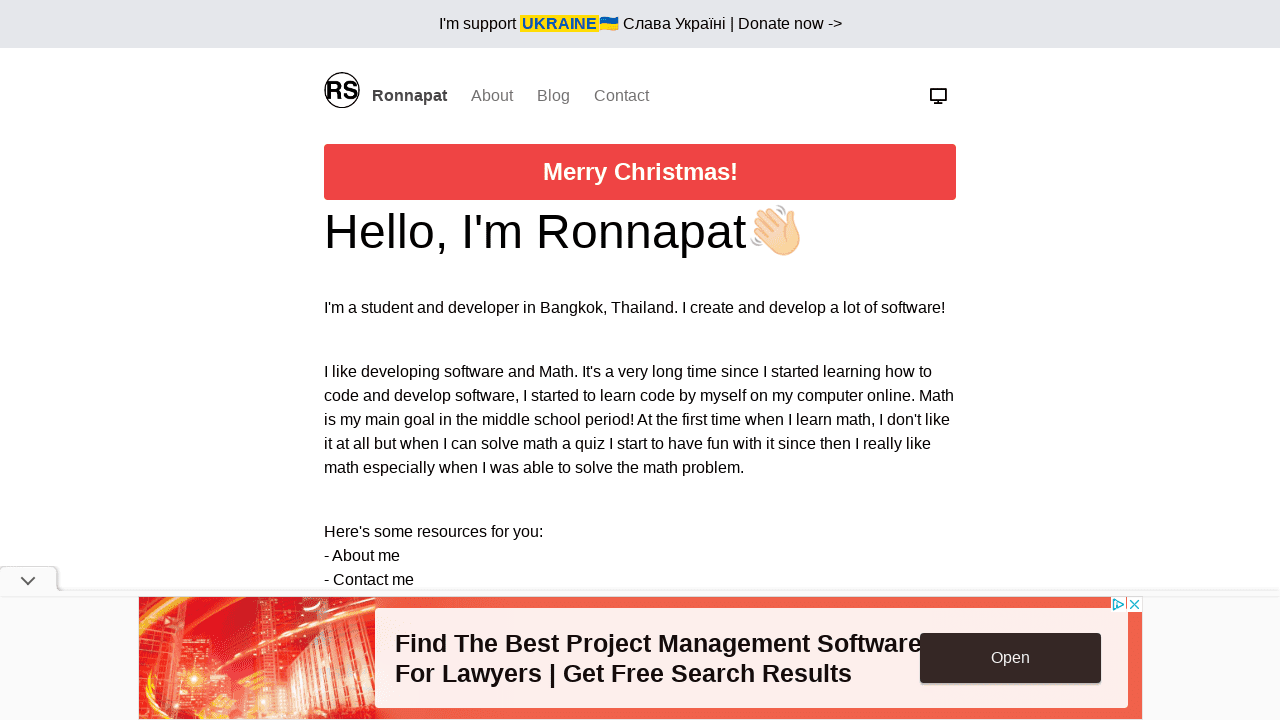 I'm support UKRAINE🇺🇦 Слава Україні | Donate now ->
RS Ronnapat About Blog Contact
Merry Christmas!
Hello, I'm Ronnapat👋🏻
I'm a student and developer in Bangkok, Thailand. I create and develop a lot of software!
I like developing software and Math. It's a very long time since I started learning how to
code and develop software, I started to learn code by myself on my computer online. Math
is my main goal in the middle school period! At the first time when I learn math, I don't like
it at all but when I can solve math a quiz I start to have fun with it since then I really like
math especially when I was able to solve the math problem.
Here's some resources for you:
- About me
- Contact me
Find The Best Project Management Software
For Lawyers | Get Free Search Results
Open